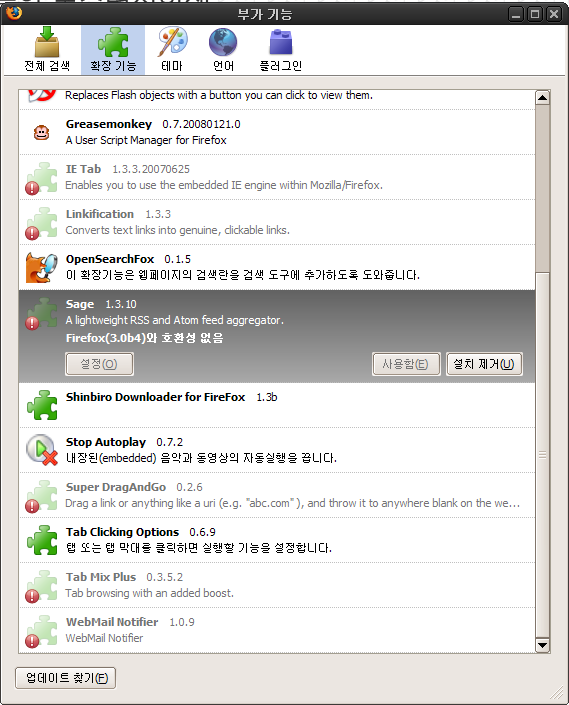 부가 기능
전체 검색 확장 기능 테마 언어 플러그인
Replaces Flash objects with a button you can click to view them.
Greasemonkey 0.7.20080121.0
A User Script Manager for Firefox
IE Tab 1.3.3.20070625
Enables you to use the embedded IE engine within Mozilla/Firefox.
Linkification 1.3.3
Converts text links into genuine, clickable links.
OpenSearchFox 0.1.5
이 확장기능은 웹페이지의 검색란을 검색 도구에 추가하도록 도와줍니다.
Sage 1.3.10
A lightweight RSS and Atom feed aggregator.
Firefox(3.0b4)와 호환성 없음
설정(O) 사용함(E) 설치 제거(U)
Shinbiro Downloader for FireFox 1.3b
Stop Autoplay 0.7.2
내장된(embedded) 음악과 동영상의 자동실행을 끕니다.
Super DragAndGo 0.2.6
Drag a link or anything like a uri (e.g. "abc.com" ), and throw it to anywhere blank on the we...
Tab Clicking Options 0.6.9
탭 또는 탭 막대를 클릭하면 실행할 기능을 설정합니다.
Tab Mix Plus 0.3.5.2
Tab browsing with an added boost.
WebMail Notifier 1.0.9
WebMail Notifier
업데이트 찾기(F)